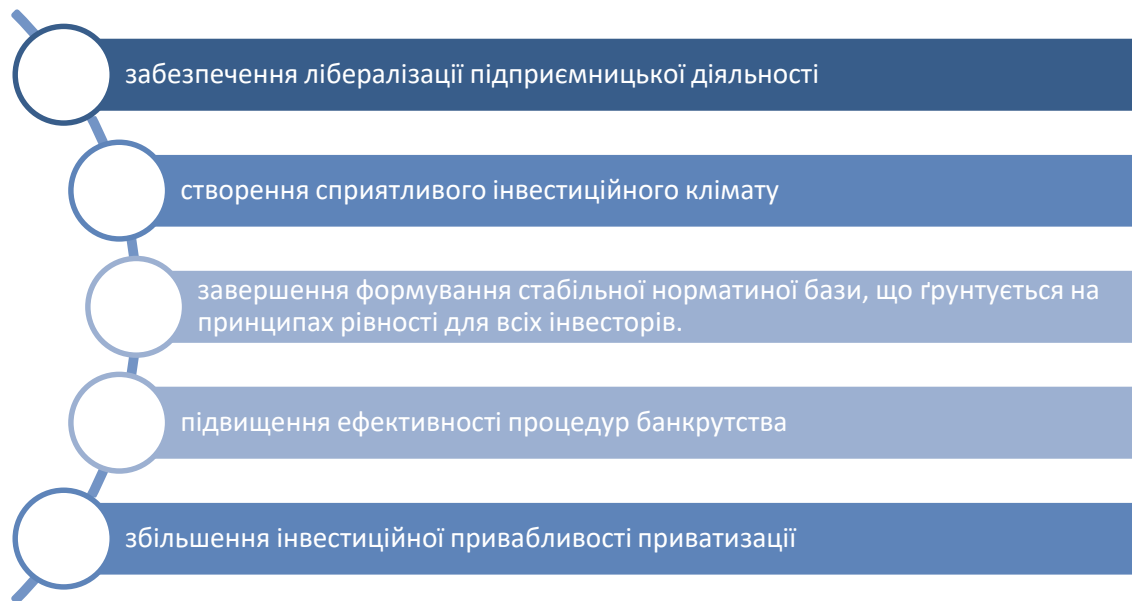 забезпечення лібералізації підприємницької діяльності
створення сприятливого інвестиційного клімату
завершення формування стабільної норматиної бази, що ґрунтується на
принципах рівності для всіх інвесторів.
підвищення ефективності процедур банкрутства
збільшення інвестиційної привабливості приватизації